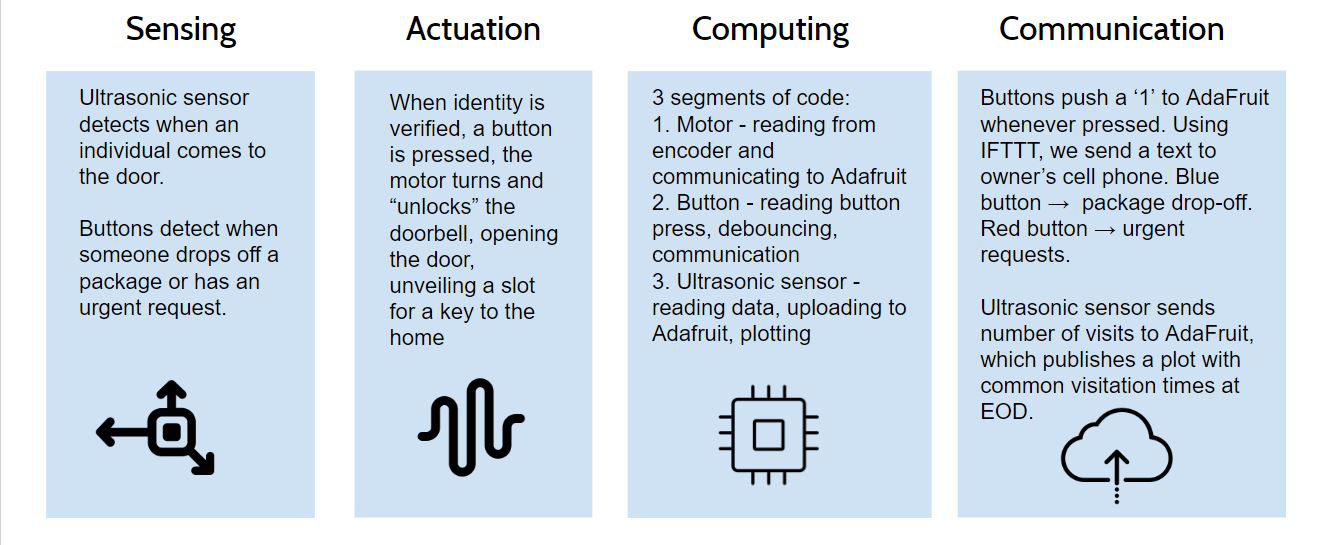 Sensing
Ultrasonic sensor
detects when an
individual comes to
the door.
Buttons detect when
someone drops off a
package or has an
urgent request.
Actuation
When identity is
verified, a button
is pressed, the
motor turns and
“unlocks” the
doorbell, opening
the door,
unveiling a slot
for a key to the
home
Computing
3 segments of code:
1. Motor - reading from
encoder and
communicating to Adafruit
2. Button - reading button
press, debouncing,
communication
3. Ultrasonic sensor -
reading data, uploading to
Adafruit, plotting
Communication
Buttons push a ‘1’ to AdaFruit
whenever pressed. Using
IFTTT, we send a text to
owner’s cell phone. Blue
button → package drop-off.
Red button → urgent
requests.
Ultrasonic sensor sends
number of visits to AdaFruit,
which publishes a plot with
common visitation times at
EOD.